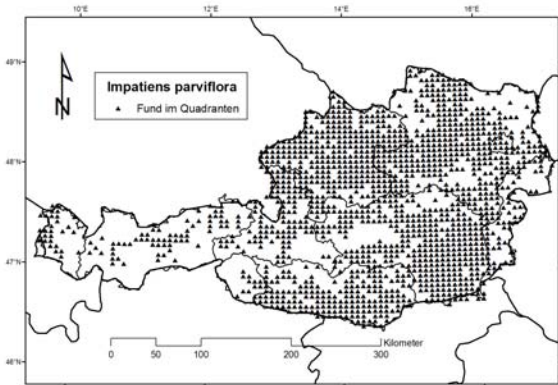 10°E 12°E 14°E 16°E
49°N
48°N
47°N
46°N
N
Impatiens parviflora
Fund im Quadranten
Kilometer
0 50 100 200 300